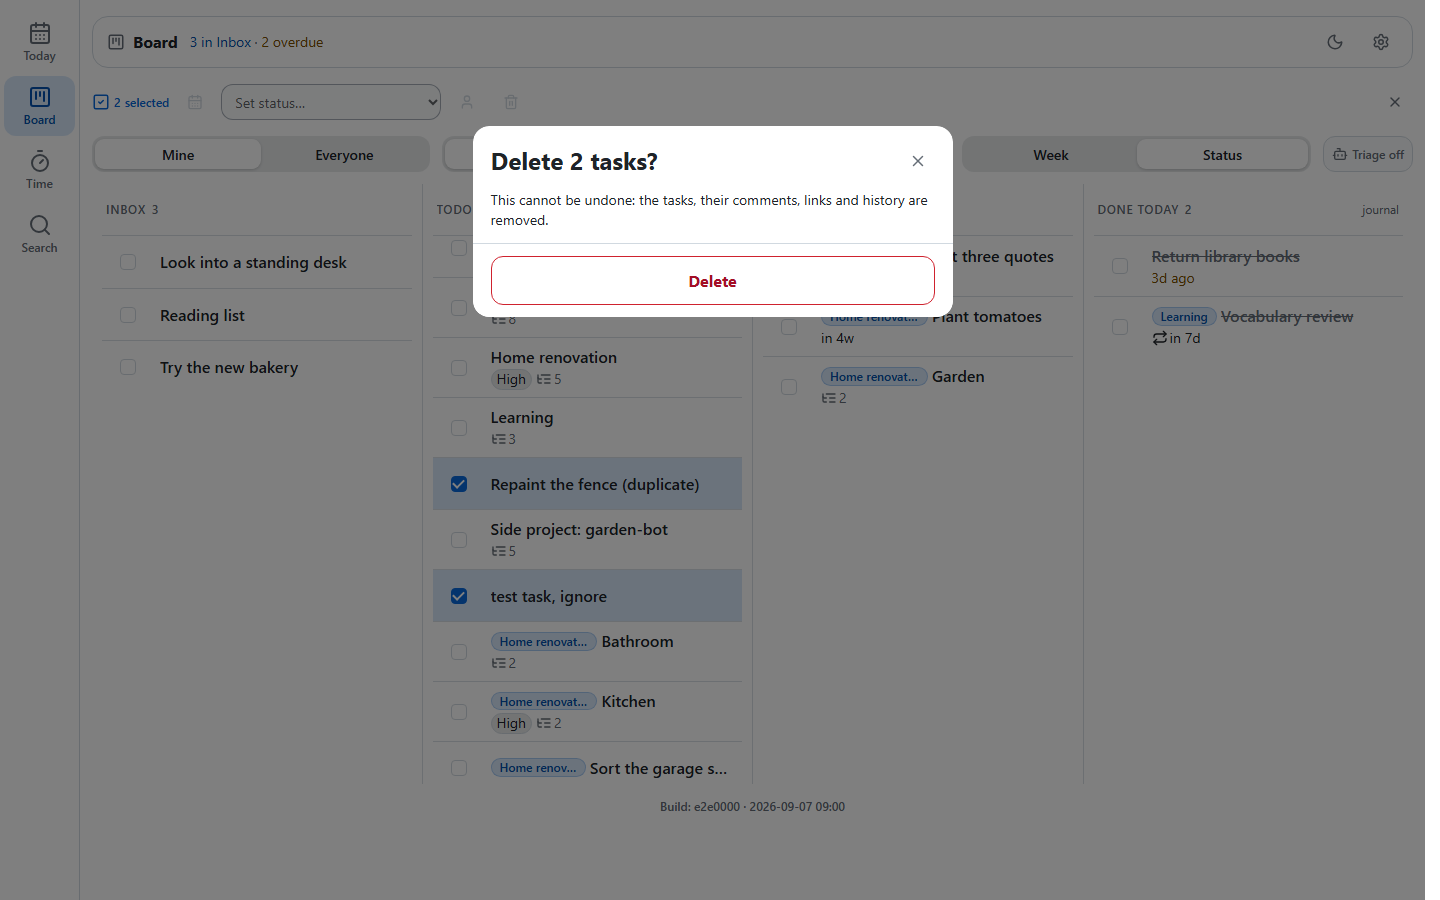 Today
Board
Time
Search
Board 3 in Inbox · 2 overdue
2 selected
Set status...
Mine
Everyone
Week
Status
Triage off
Delete 2 tasks?
This cannot be undone: the tasks, their comments, links and history are
removed.
Delete
INBOX 3
Look into a standing desk
Reading list
Try the new bakery
TODO
8
Home renovation
High 5
Learning
3
Repaint the fence (duplicate)
Side project: garden-bot
5
test task, ignore
Home renovat... Bathroom
2
Home renovat... Kitchen
High 2
Home renov... Sort the garage s...
three quotes
Home renovat... Plant tomatoes
in 4w
Home renovat... Garden
2
DONE TODAY 2
journal
Return library books
3d ago
Learning Vocabulary review
in 7d
Build: e2e0000 · 2026-09-07 09:00